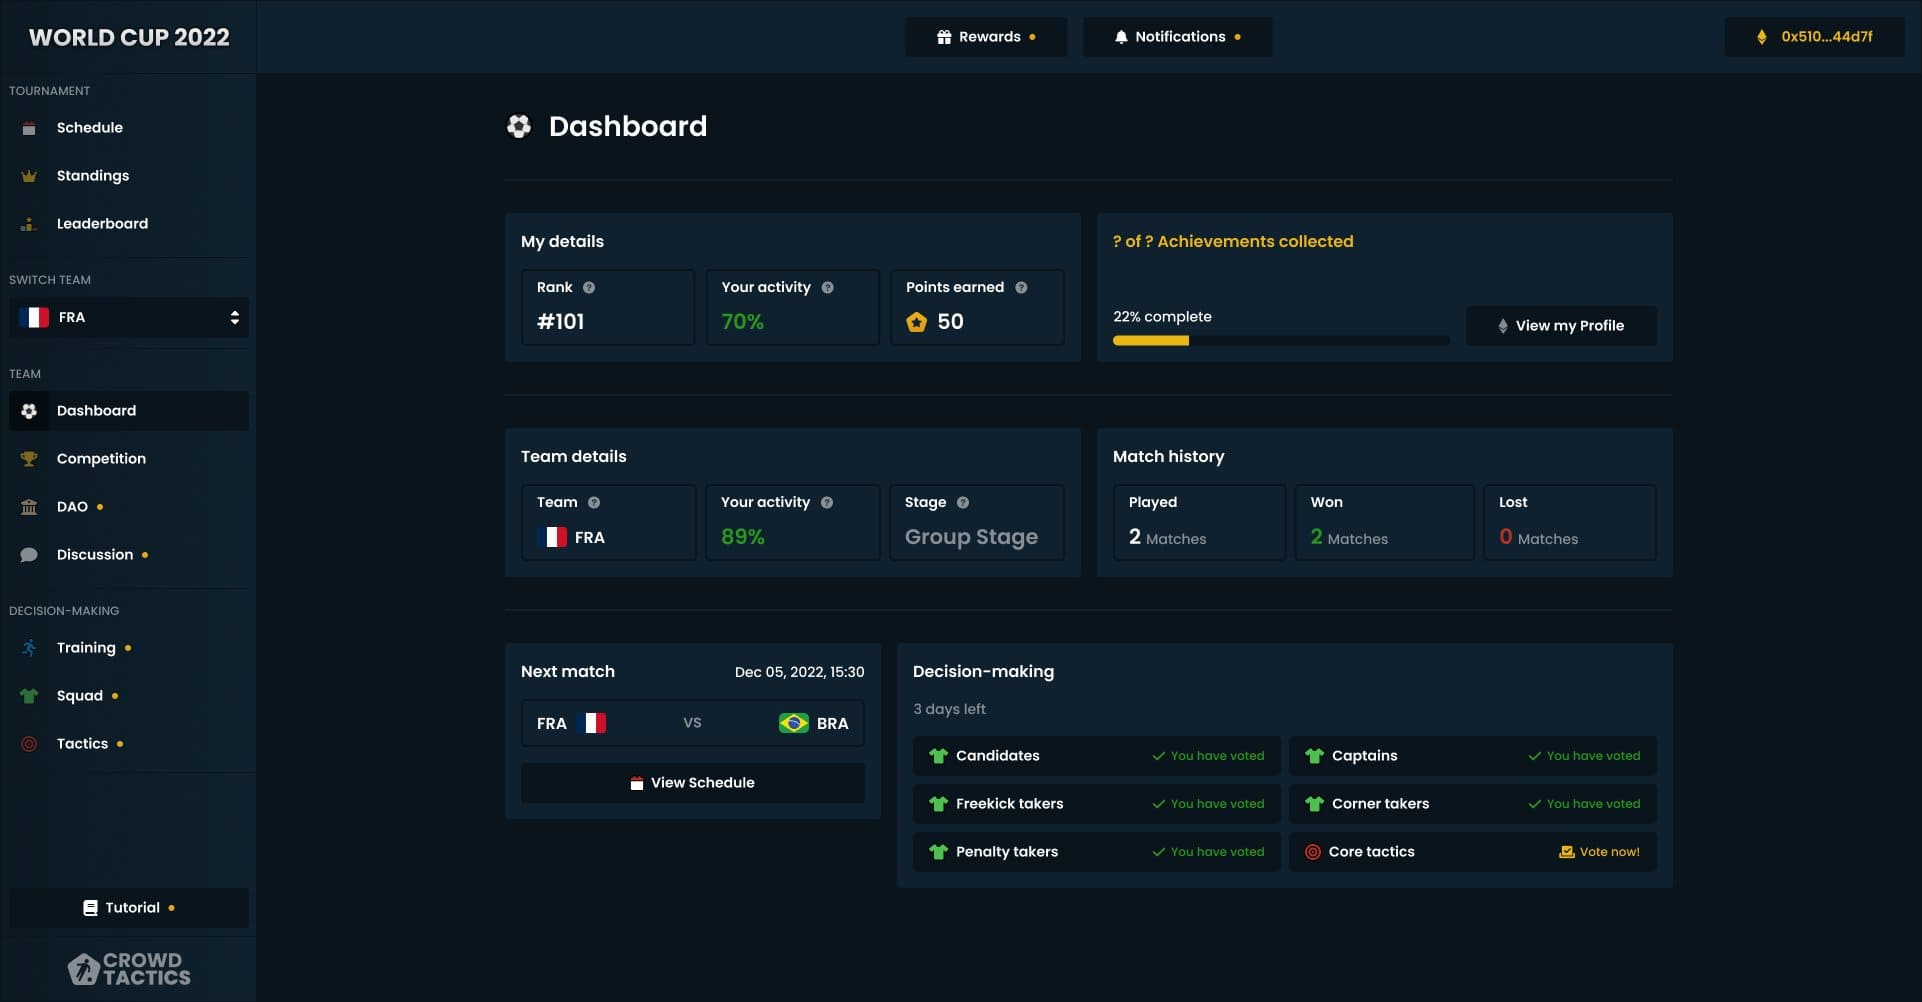 WORLD CUP 2022
Rewards
Notifications
0x510...44d7f
TOURNAMENT
Schedule
Standings
Leaderboard
SWITCH TEAM
FRA
TEAM
Dashboard
Competition
DAO
Discussion
DECISION-MAKING
Training
Squad
Tactics
Tutorial
CROWD
TACTICS
Dashboard
My details
Rank ?
#101
Your activity ?
70%
Points earned ?
50
? of ? Achievements collected
22% complete
View my Profile
Team details
Team ?
FRA
Your activity ?
89%
Stage ?
Group Stage
Match history
Played
2 Matches
Won
2 Matches
Lost
0 Matches
Next match Dec 05, 2022, 15:30
FRA VS BRA
View Schedule
Decision-making
3 days left
Candidates You have voted
Captains You have voted
Freekick takers You have voted
Corner takers You have voted
Penalty takers You have voted
Core tactics Vote now!